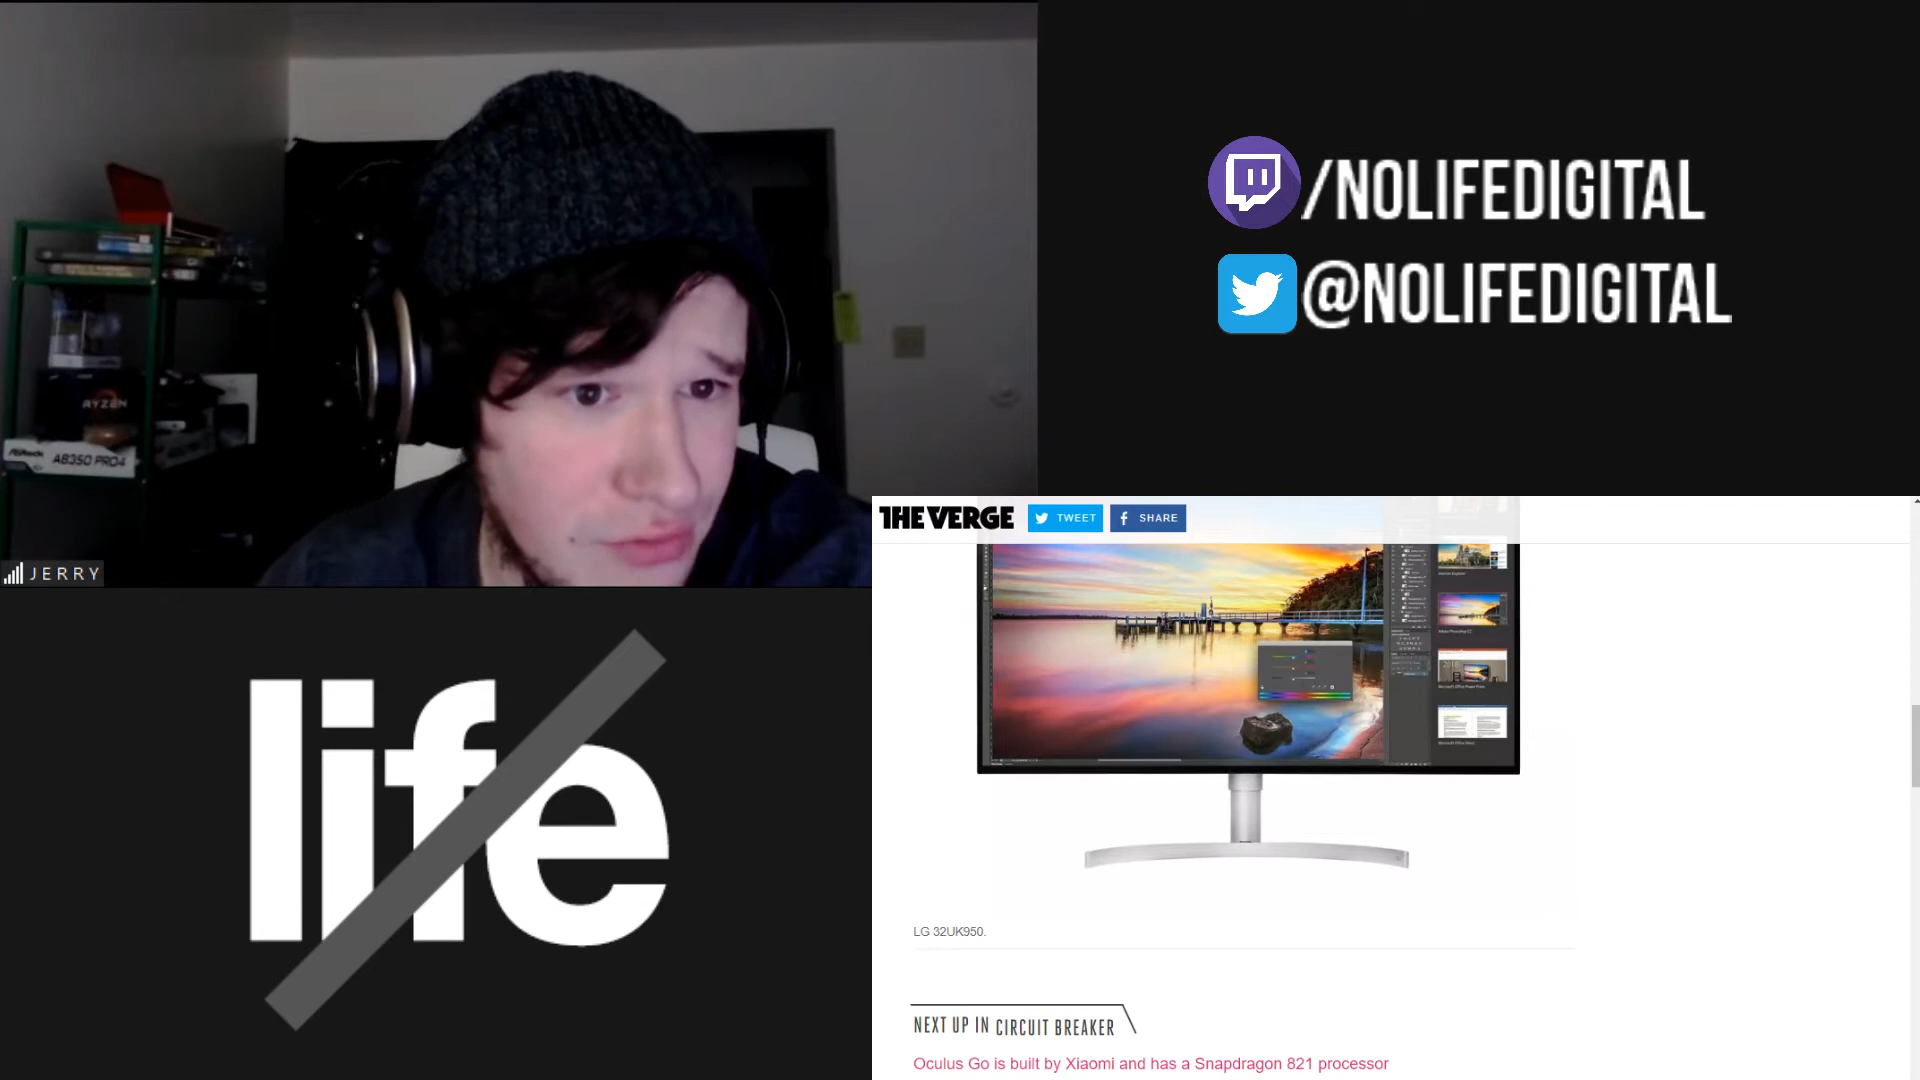 /NOLIFEDIGITAL
@NOLIFEDIGITAL
RYZEN
AB350 PRO4
JERRY
THE VERGE
TWEET
SHARE
life
LG 32UK950.
NEXT UP IN CIRCUIT BREAKER
Oculus Go is built by Xiaomi and has a Snapdragon 821 processor